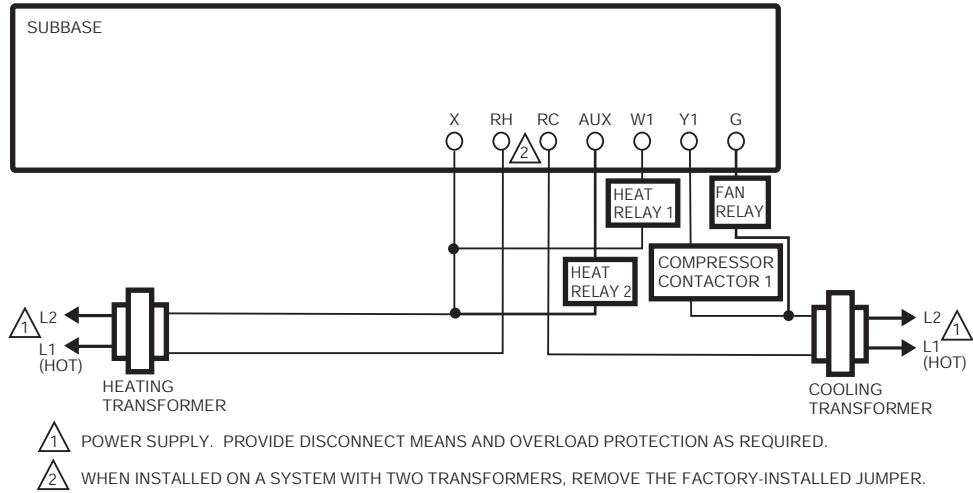 SUBBASE
X RH RC AUX W1 Y1 G
2
HEAT
RELAY 1
FAN
RELAY
HEAT
RELAY 2
COMPRESSOR
CONTACTOR 1
1
L2
L1
(HOT)
HEATING
TRANSFORMER
L2
1
L1
(HOT)
COOLING
TRANSFORMER
1 POWER SUPPLY. PROVIDE DISCONNECT MEANS AND OVERLOAD PROTECTION AS REQUIRED.
2 WHEN INSTALLED ON A SYSTEM WITH TWO TRANSFORMERS, REMOVE THE FACTORY-INSTALLED JUMPER.